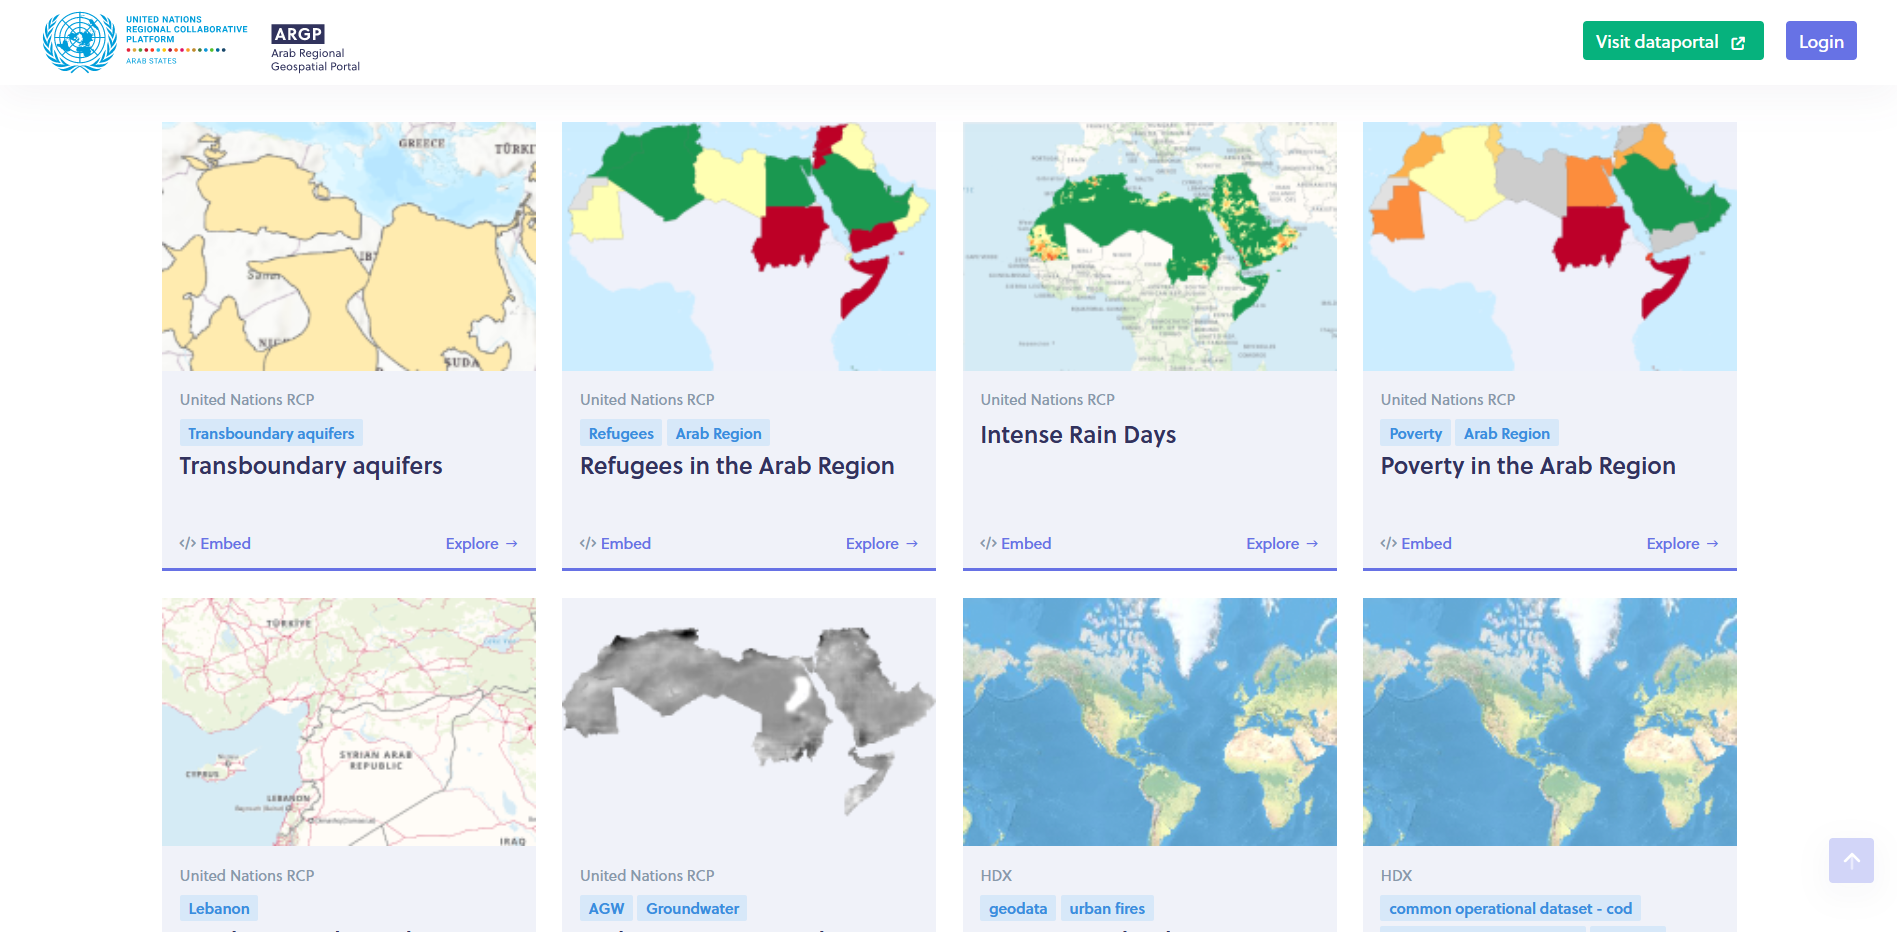 UNITED NATIONS
REGIONAL COLLABORATIVE
PLATFORM
ARAB STATES
ARGP
Arab Regional
Geospatial Portal
Visit dataportal
Login
GREECE
United Nations RCP
Transboundary aquifers
Transboundary aquifers
Embed
Explore →
United Nations RCP
Refugees
Arab Region
Refugees in the Arab Region
Embed
Explore →
United Nations RCP
Intense Rain Days
Embed
Explore →
United Nations RCP
Poverty
Arab Region
Poverty in the Arab Region
Embed
Explore →
TÜRKİYE
SYRIAN ARAB
REPUBLIC
CYPRUS
LEBANON
IRAQ
United Nations RCP
Lebanon
United Nations RCP
AGW
Groundwater
HDX
geodata
urban fires
HDX
common operational dataset - cod